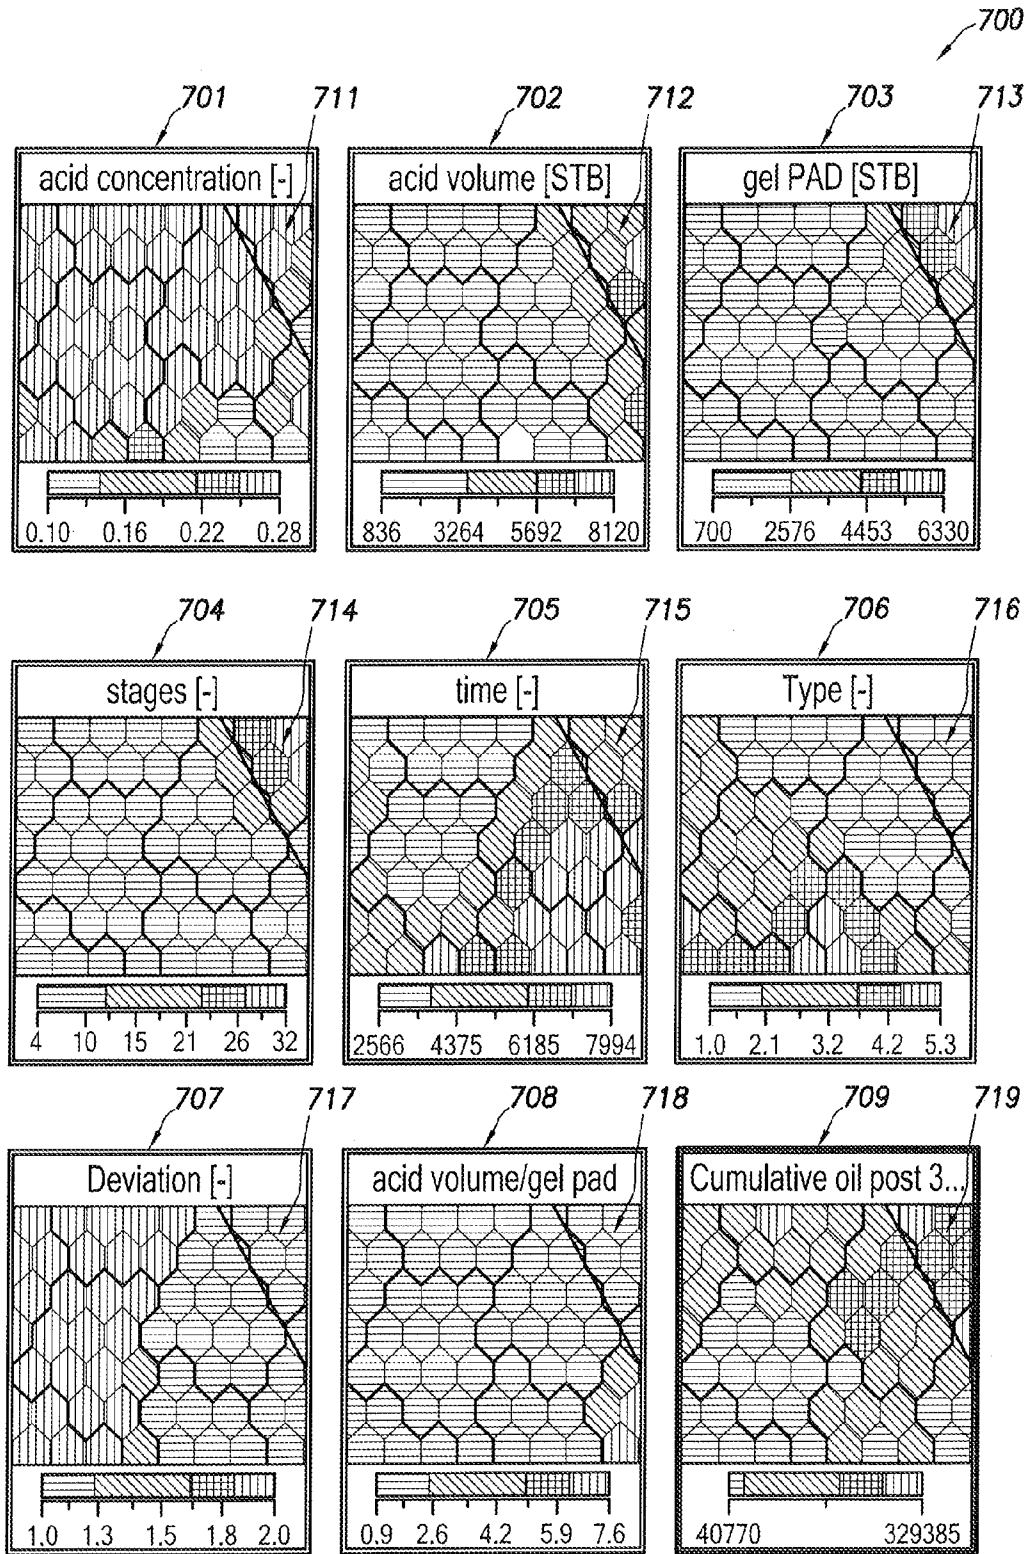 700
701 711 702 712 703 713
acid concentration [-] acid volume [STB] gel PAD [STB]
0.10 0.16 0.22 0.28 836 3264 5692 8120 700 2576 4453 6330
704 714 705 715 706 716
stages [-] time [-] Type [-]
4 10 15 21 26 32 2566 4375 6185 7994 1.0 2.1 3.2 4.2 5.3
707 717 708 718 709 719
Deviation [-] acid volume/gel pad Cumulative oil post 3...
1.0 1.3 1.5 1.8 2.0 0.9 2.6 4.2 5.9 7.6 40770 329385